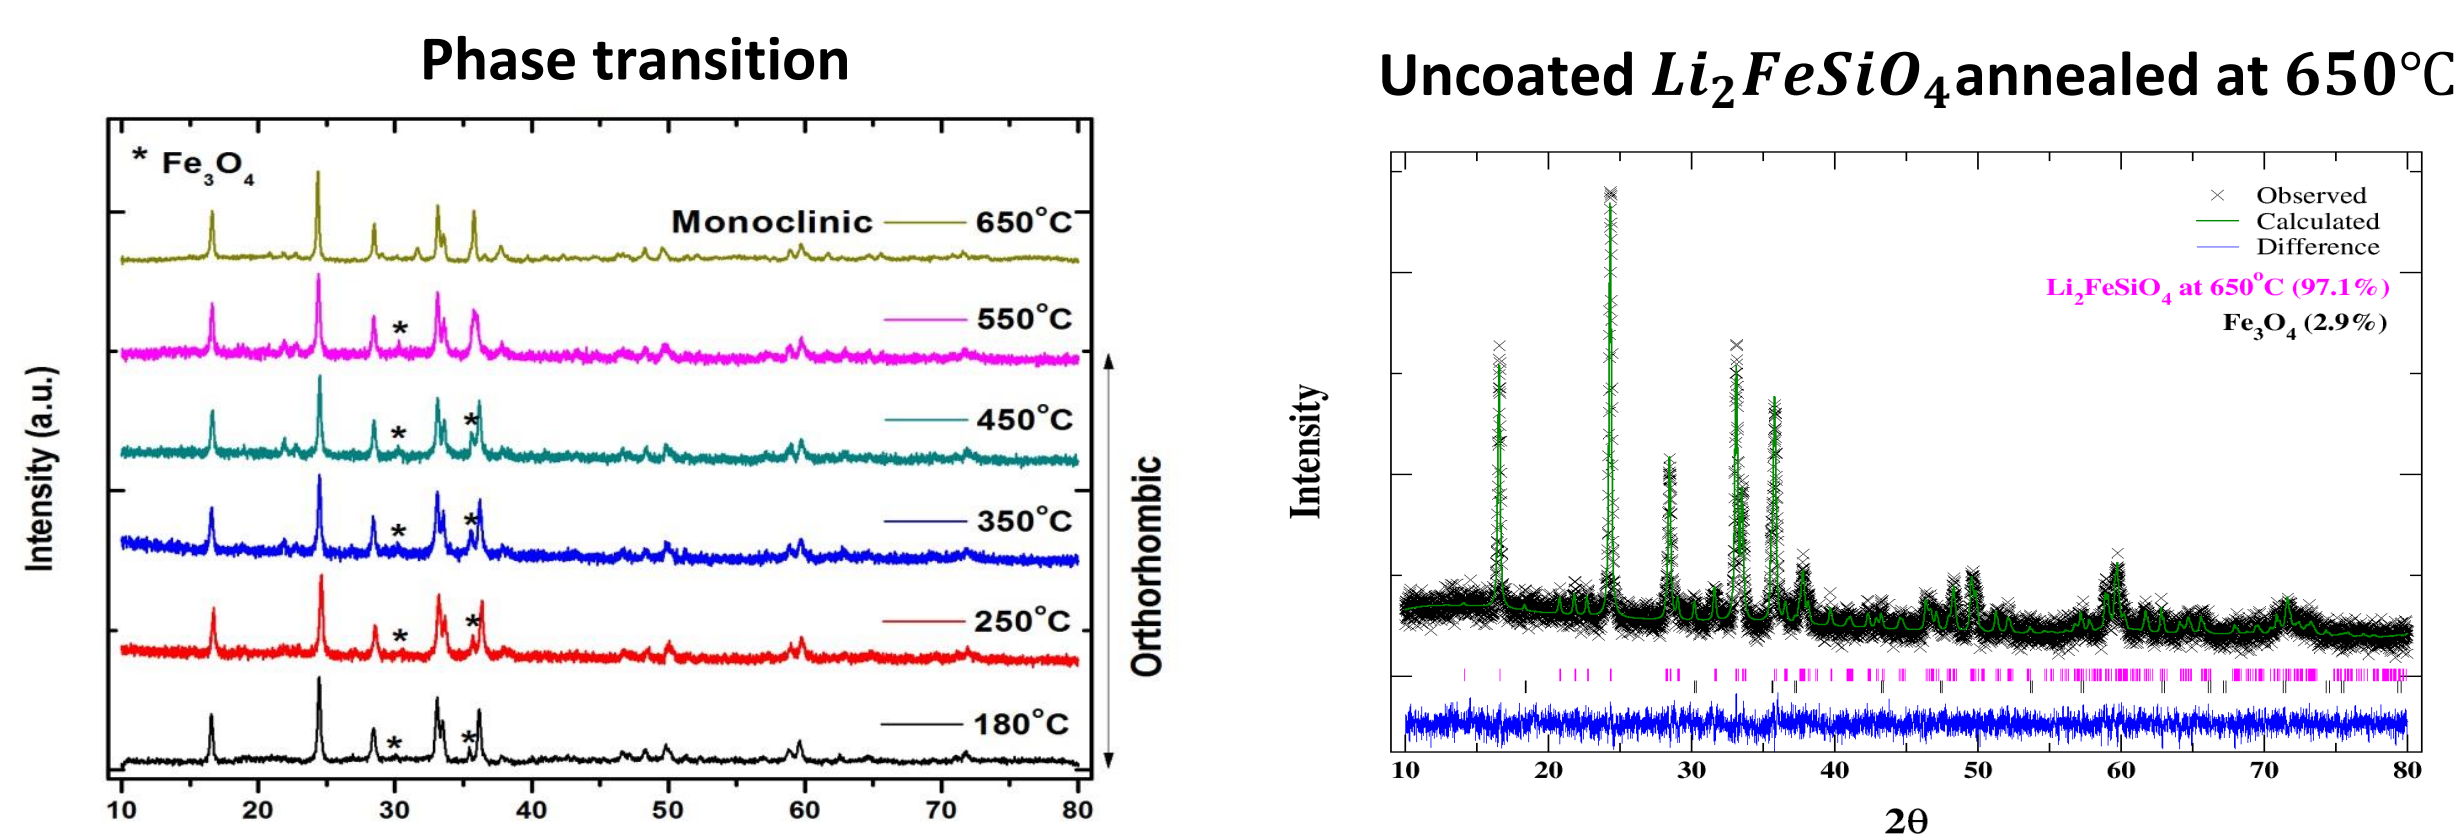 Phase transition
* Fe3O4
Monoclinic 650°C
550°C
*
450°C
* *
350°C
* *
250°C
* *
180°C
* *
Intensity (a.u.)
Orthorhombic
10 20 30 40 50 60 70 80
Uncoated Li2FeSiO4 annealed at 650℃
Observed
Calculated
Difference
Li2FeSiO4 at 650°C (97.1%)
Fe3O4 (2.9%)
Intensity
10 20 30 40 50 60 70 80
2θ